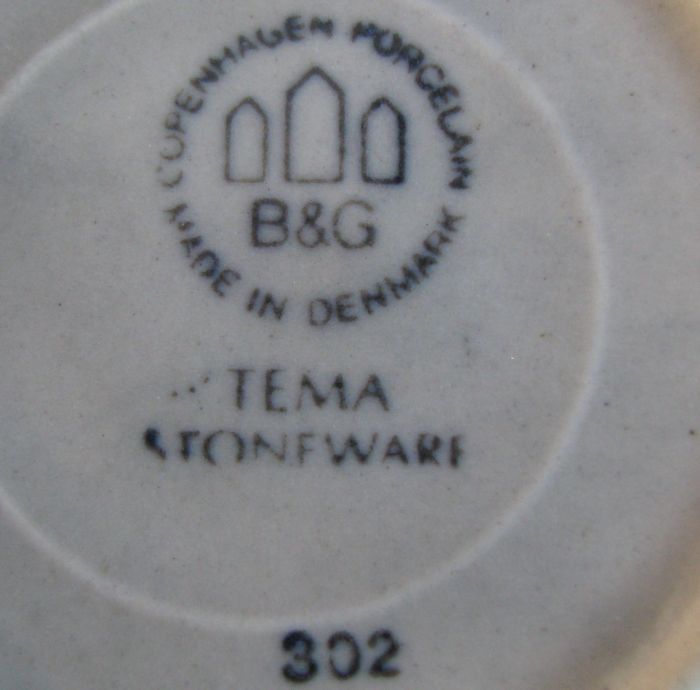 COPENHAGEN PORCELAIN
B&G
MADE IN DENMARK
TEMA
STONEWARE
302